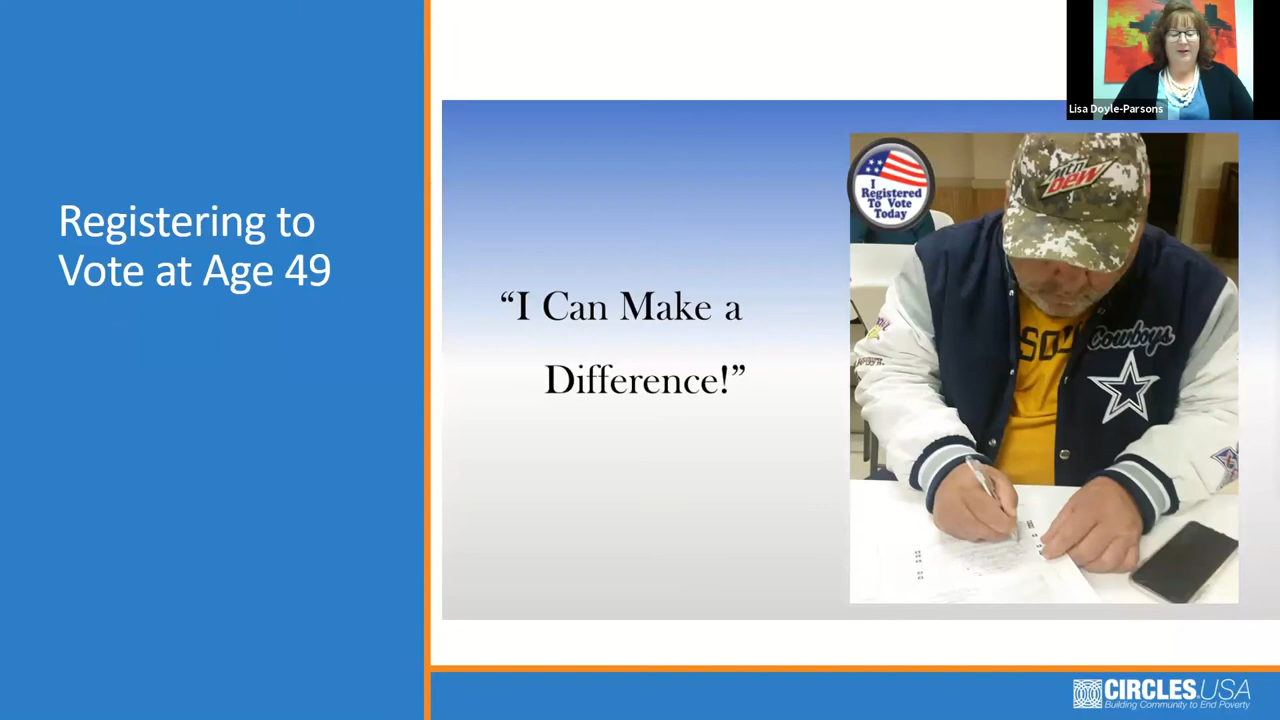 Registering to
Vote at Age 49
“I Can Make a
Difference!”
I
Registered
To Vote
Today
Mtn
DEW
Cowboys
Lisa Doyle-Parsons
CIRCLES USA
Building Community to End Poverty